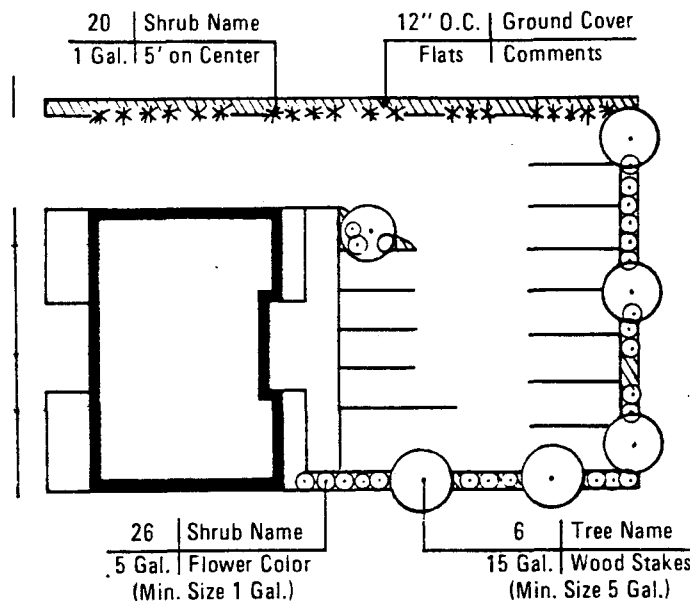 20 Shrub Name
1 Gal. 5' on Center
12" O.C. Ground Cover
Flats Comments
26 Shrub Name
.5 Gal. Flower Color
(Min. Size 1 Gal.)
6 Tree Name
15 Gal. Wood Stakes
(Min. Size 5 Gal.)